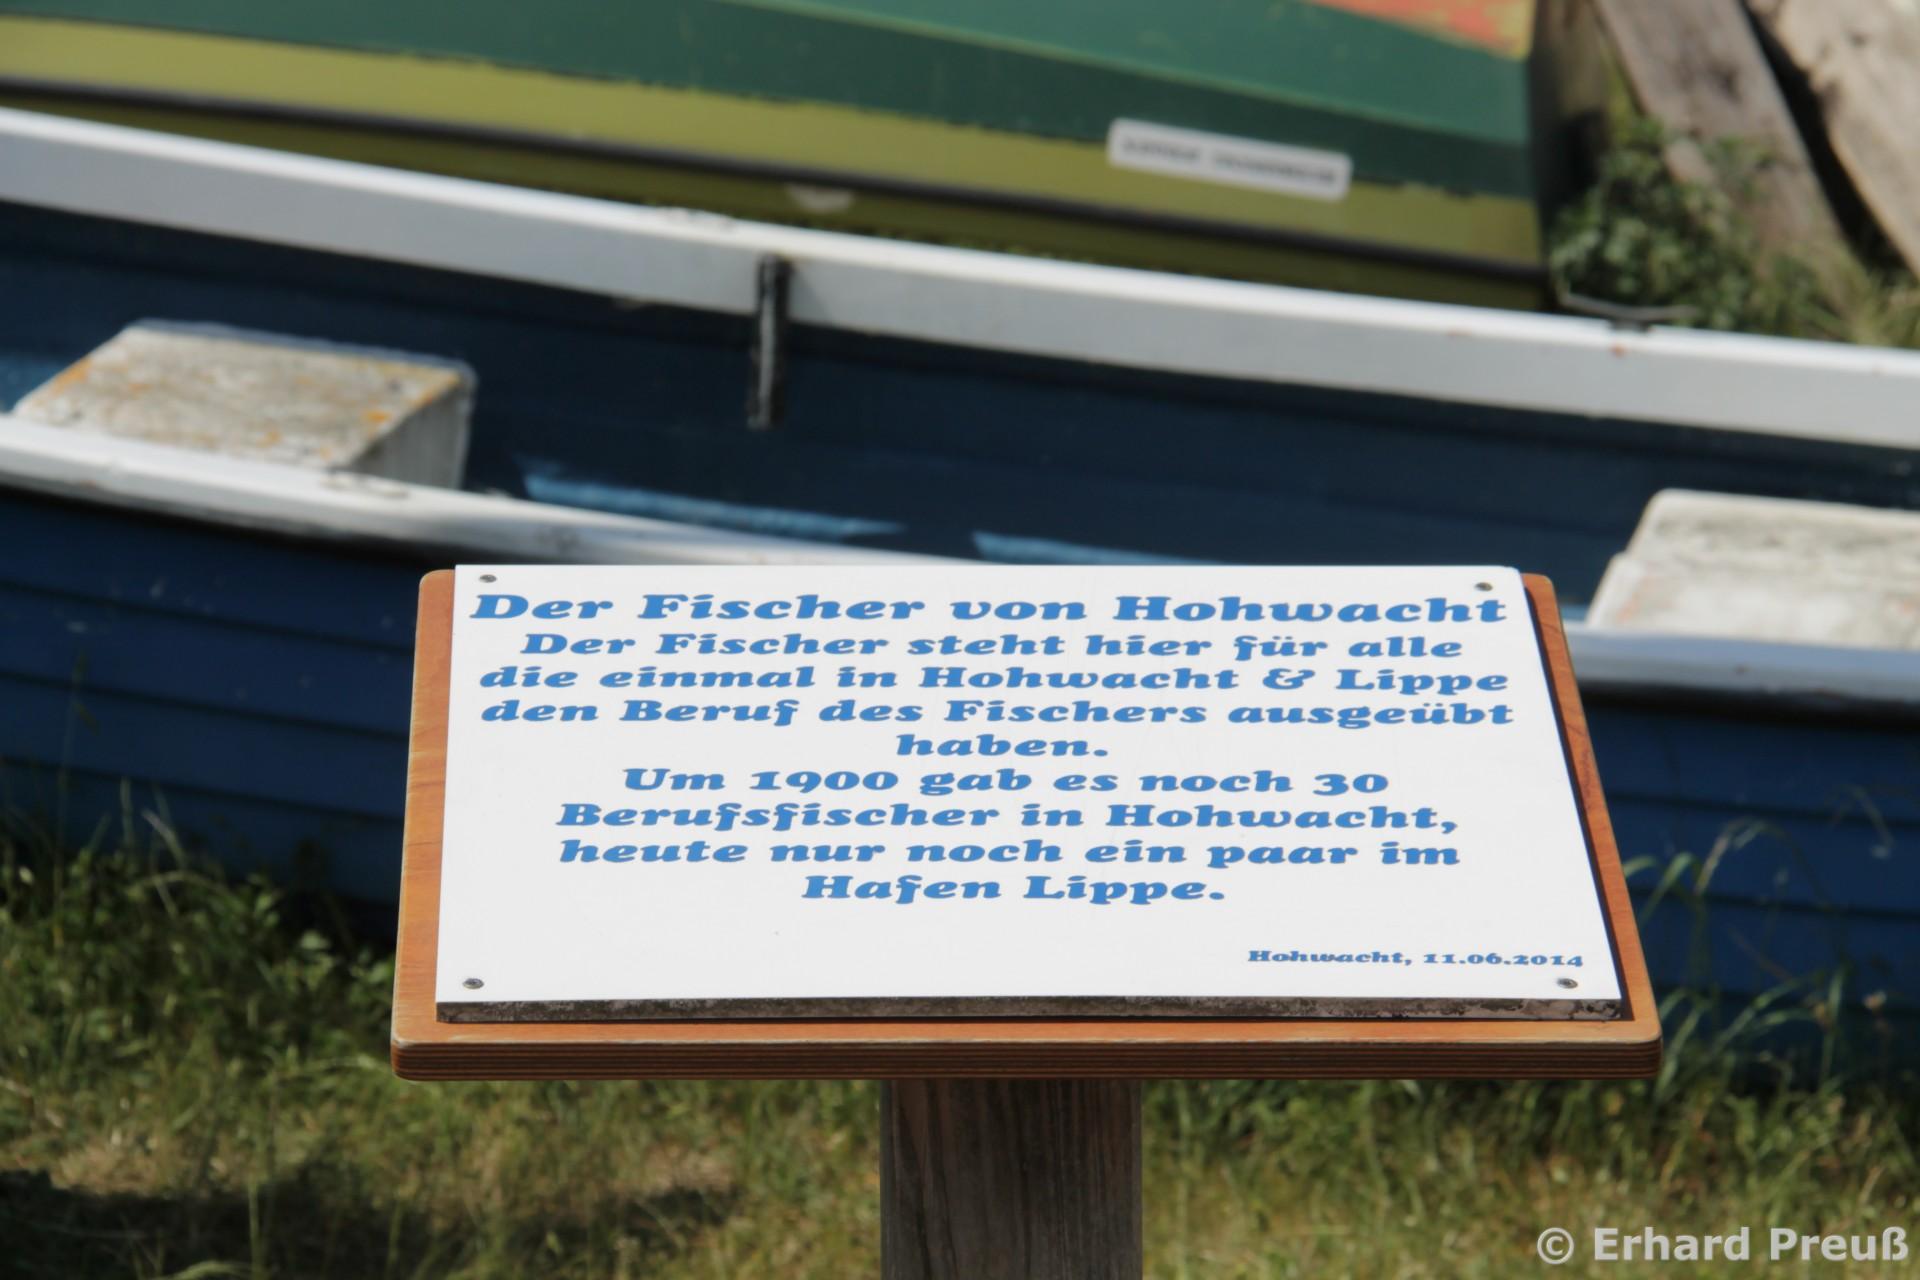 Der Fischer von Hohwacht
Der Fischer steht hier für alle
die einmal in Hohwacht & Lippe
den Beruf des Fischers ausgeübt
haben.
Um 1900 gab es noch 30
Berufsfischer in Hohwacht,
heute nur noch ein paar im
Hafen Lippe.
Hohwacht, 11.06.2014
© Erhard Preuß